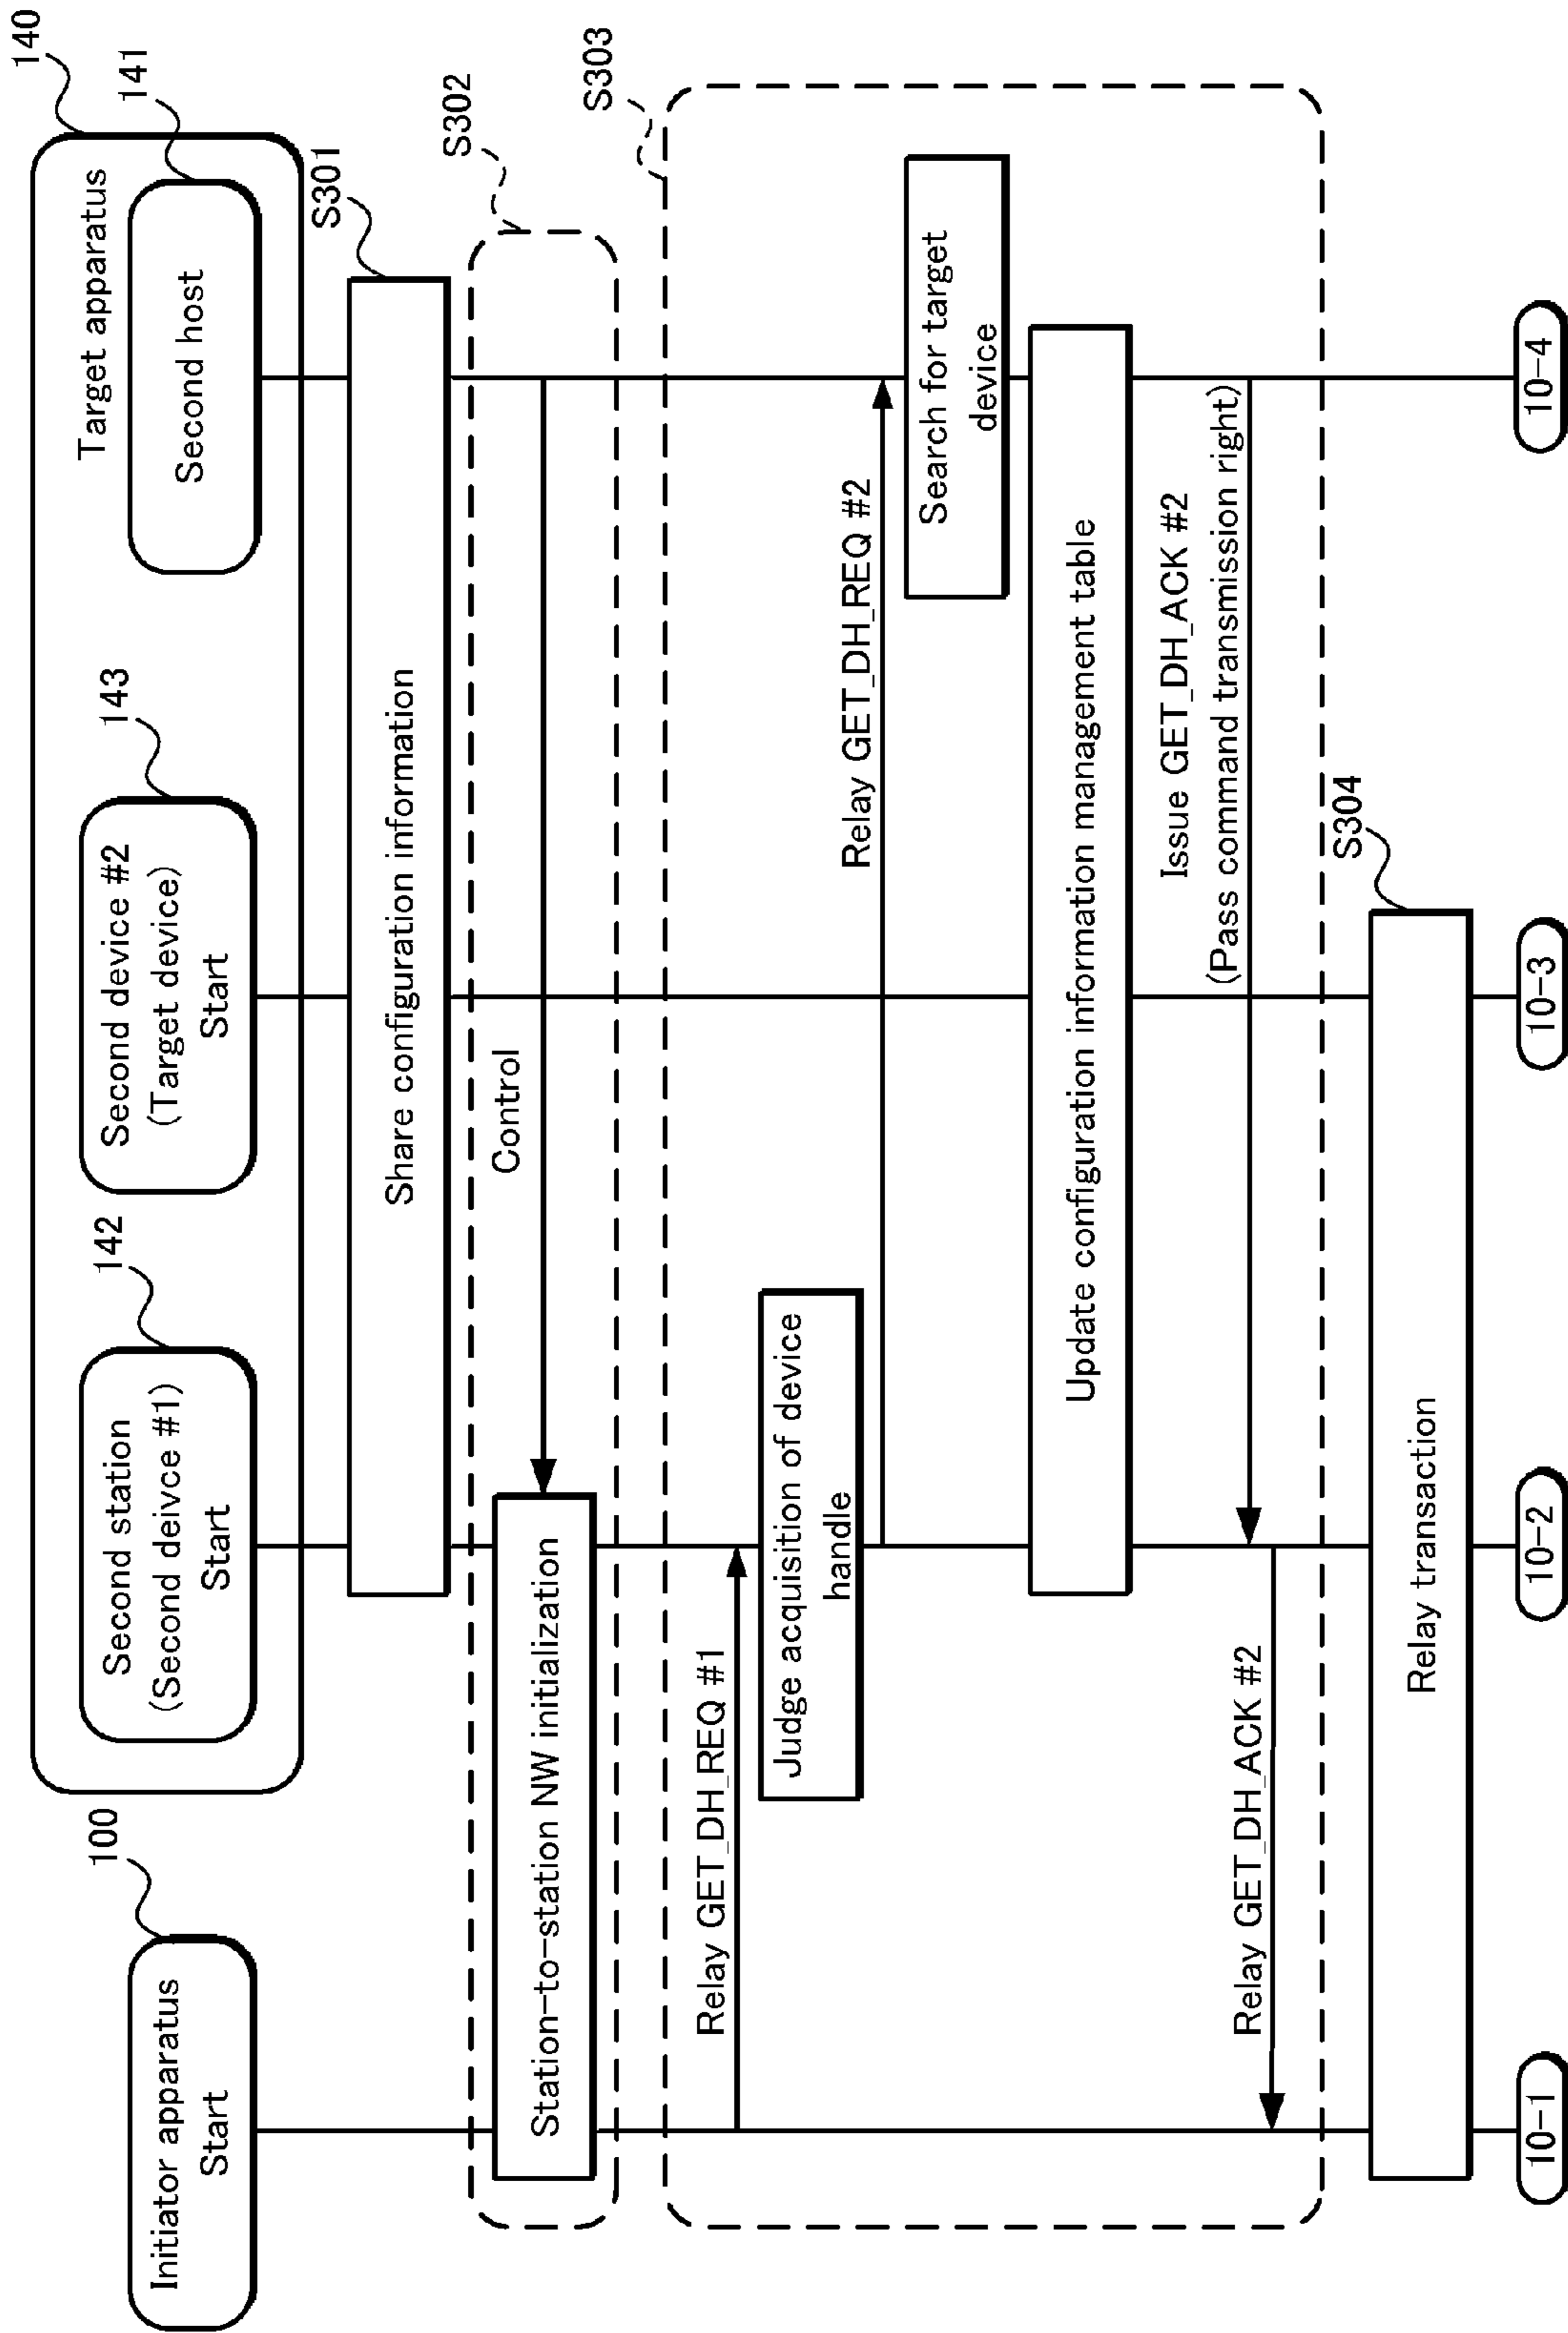 140
Target apparatus
100
Initiator apparatus
Start
142
Second station
(Second deivce #1)
Start
143
Second device #2
(Target device)
Start
141
Second host
S301
Share configuration information
S302
Control
Station-to-station NW initialization
S303
Relay GET_DH_REQ #1
Judge acquisition of device
handle
Relay GET_DH_REQ #2
Search for target
device
Update configuration information management table
Issue GET_DH_ACK #2
(Pass command transmission right)
Relay GET_DH_ACK #2
S304
Relay transaction
10-1
10-2
10-3
10-4